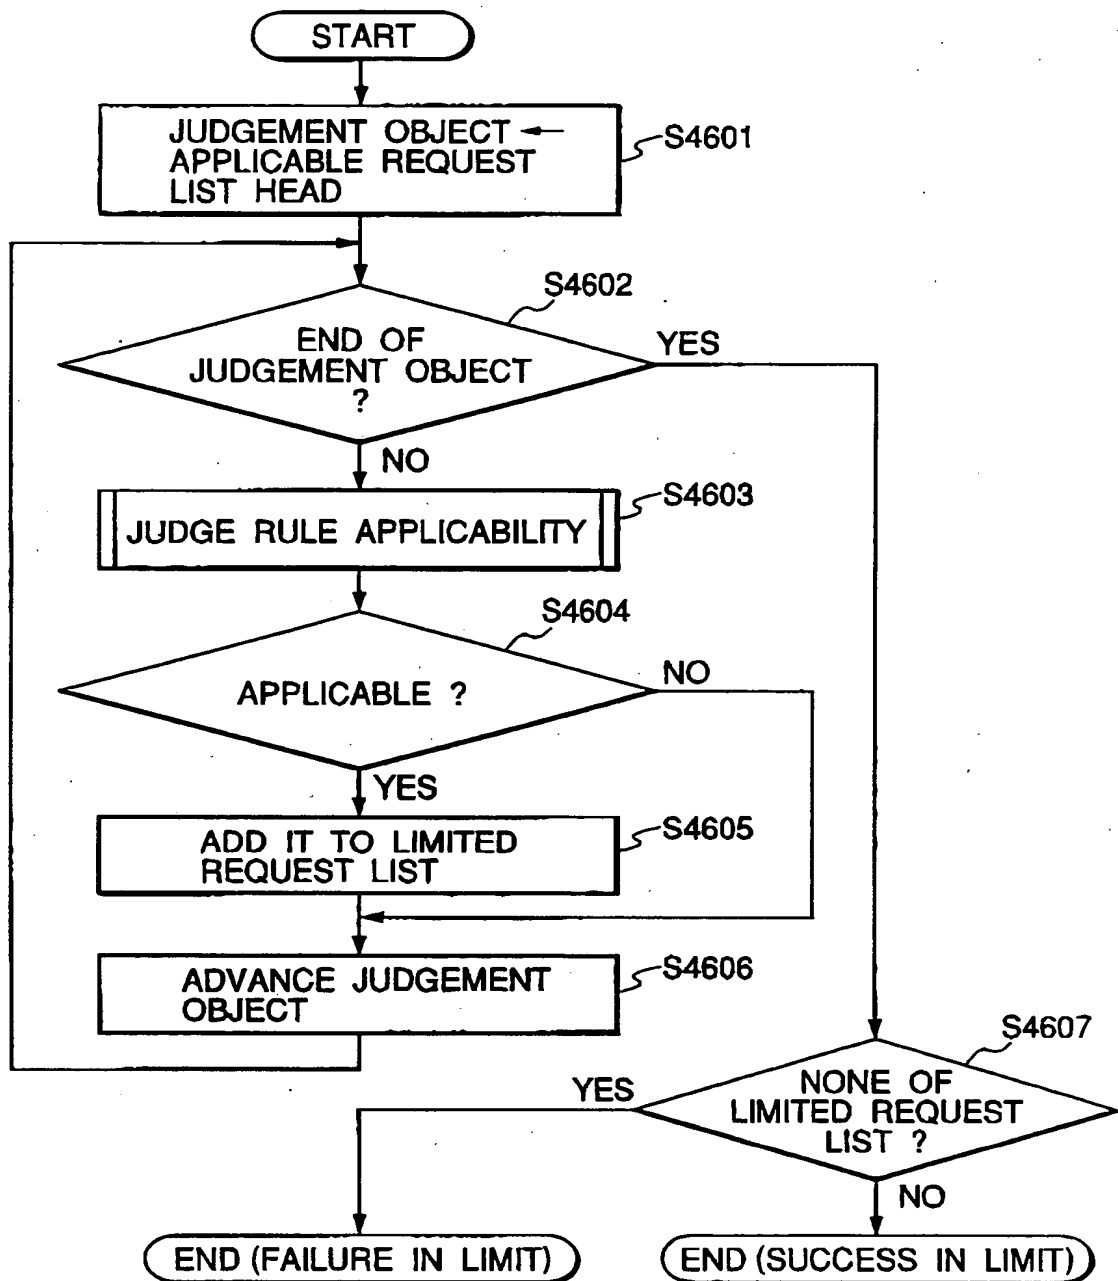 START
JUDGEMENT OBJECT ←
APPLICABLE REQUEST
LIST HEAD
S4601
S4602
END OF
JUDGEMENT OBJECT
?
YES
NO
S4603
JUDGE RULE APPLICABILITY
S4604
APPLICABLE ?
NO
YES
S4605
ADD IT TO LIMITED
REQUEST LIST
S4606
ADVANCE JUDGEMENT
OBJECT
S4607
NONE OF
LIMITED REQUEST
LIST ?
YES
NO
END (FAILURE IN LIMIT)
END (SUCCESS IN LIMIT)